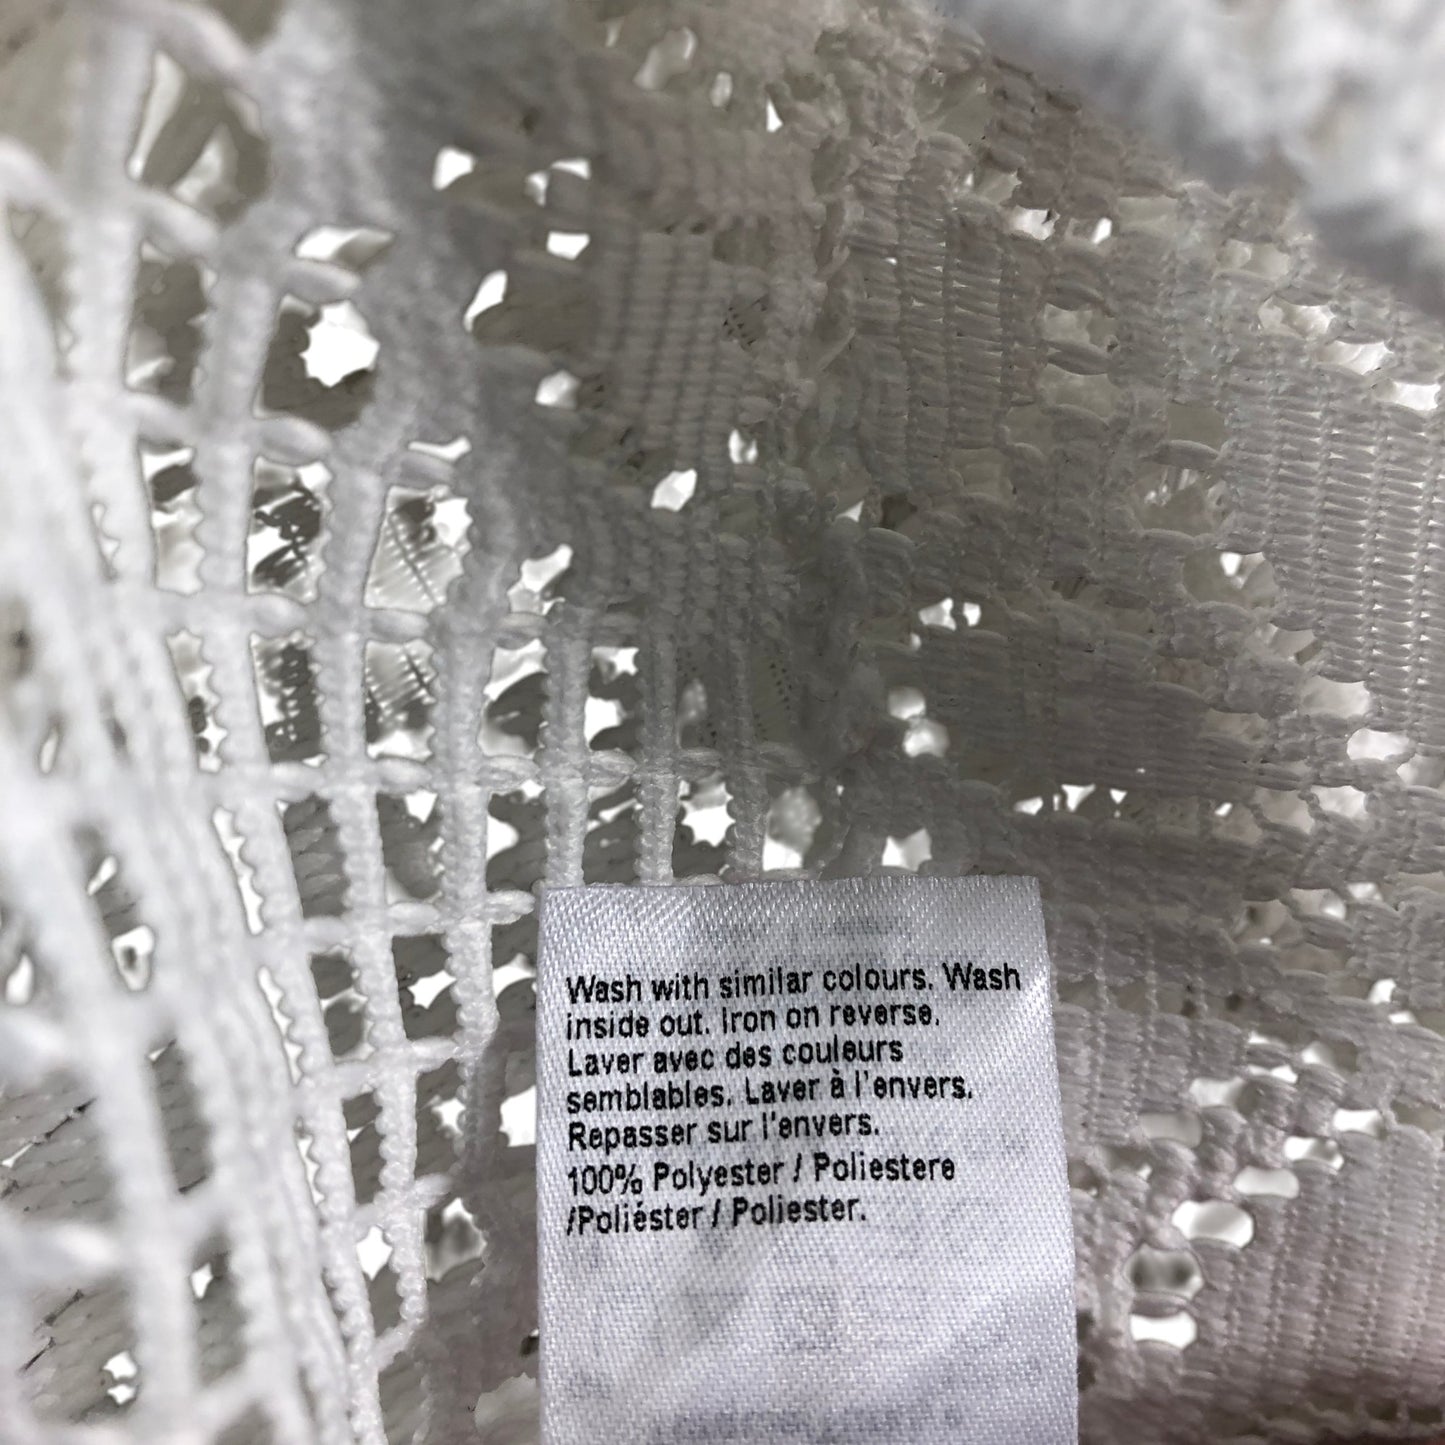 Wash with similar colours. Wash
inside out. Iron on reverse.
Laver avec des couleurs
semblables. Laver à l'envers.
Repasser sur l'envers.
100% Polyester / Poliestere
/Poliéster / Poliester.